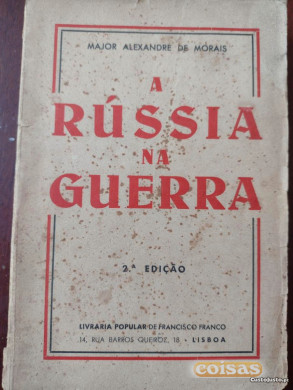 MAJOR ALEXANDRE DE MORAIS
A
RÚSSIA
NA
GUERRA
2.ª EDIÇÃO
LIVRARIA POPULAR DE FRANCISCO FRANCO
14, RUA BARROS QUEIROZ, 18 - LISBOA
coisas